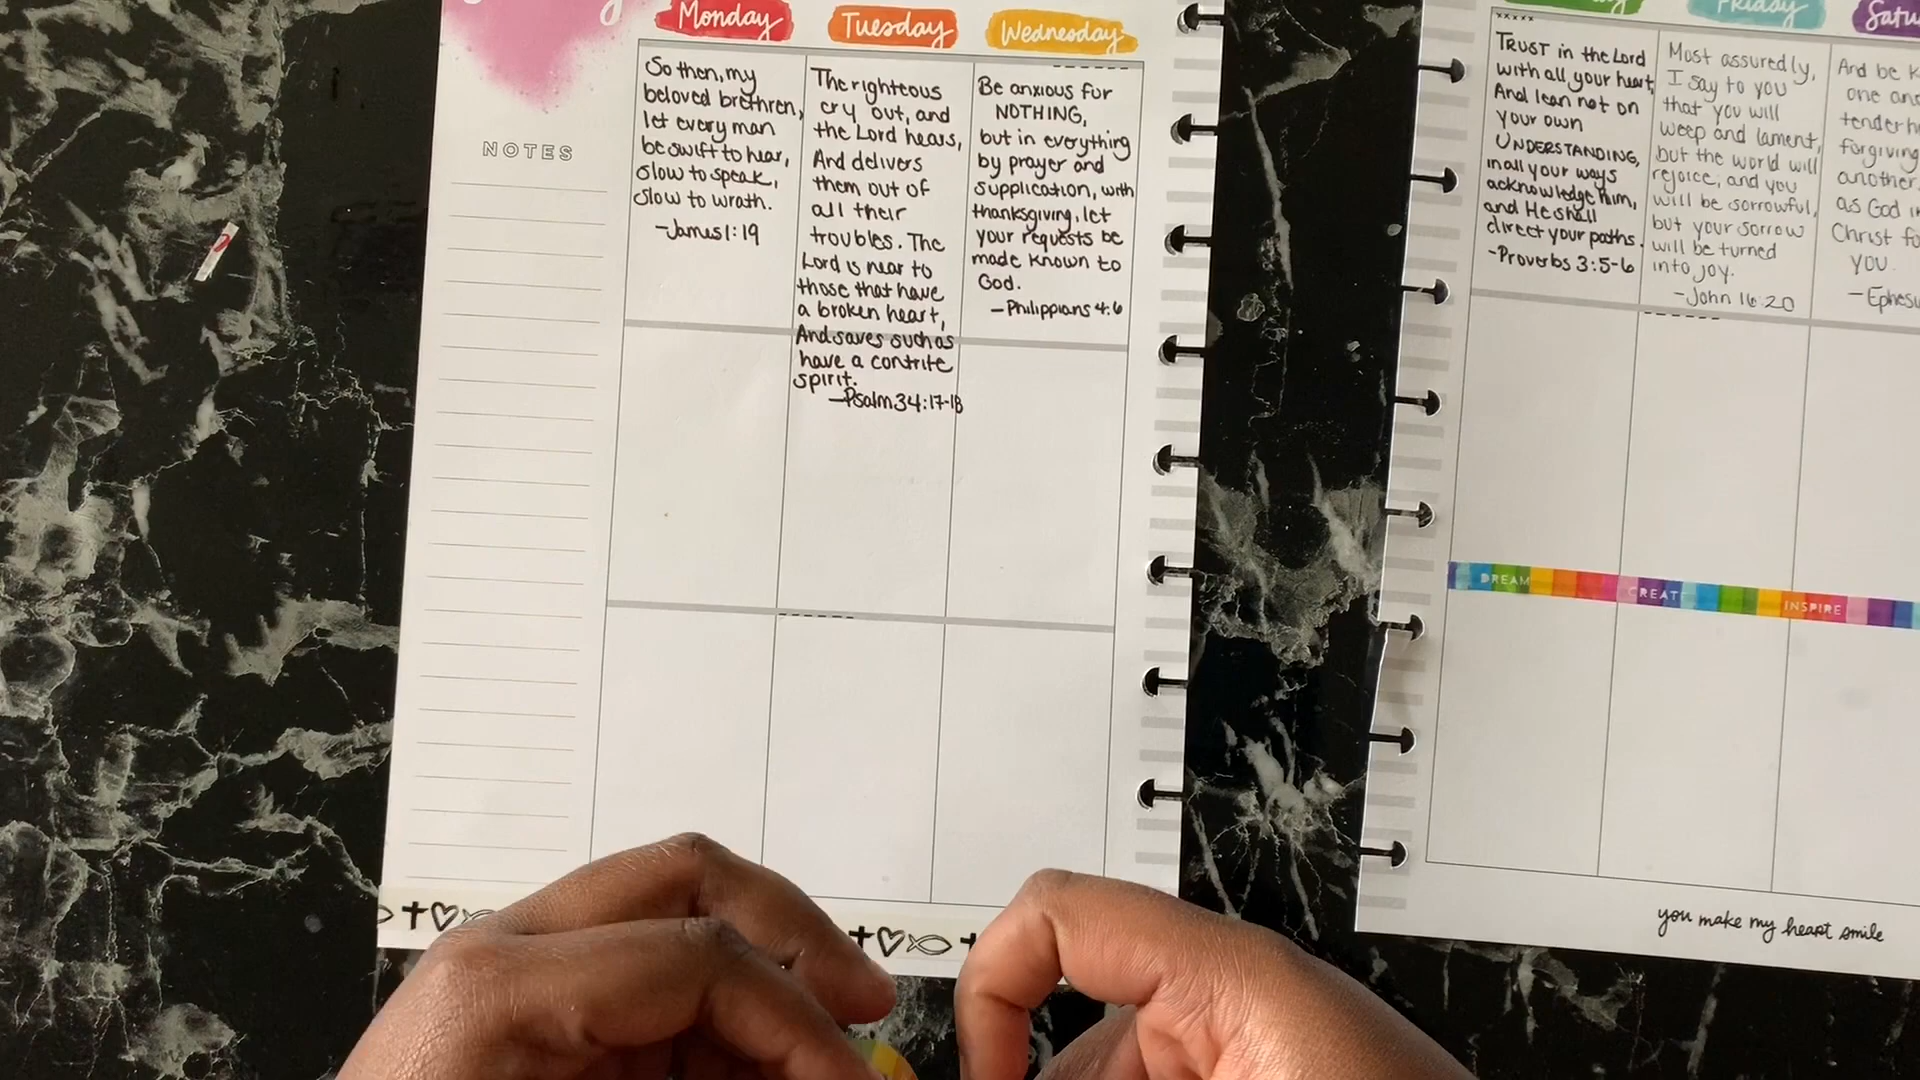 Monday
Tuesday
Wednesday
Friday
NOTES
So then, my
beloved brethren,
let every man
be swift to hear,
slow to speak,
slow to wrath.
-James 1:19
The righteous
cry out, and
the Lord hears,
And delivers
them out of
all their
troubles. The
Lord is near to
those that have
a broken heart,
And saves such as
have a contrite
spirit.
-Psalm 34:17-18
Be anxious for
NOTHING,
but in everything
by prayer and
supplication, with
thanksgiving, let
your requests be
made known to
God.
-Philippians 4:6
xxxxx
TRUST in the Lord
with all your heart,
And lean not on
your own
UNDERSTANDING,
in all your ways
acknowledge Him,
and He shall
direct your paths.
-Proverbs 3:5-6
Most assuredly,
I say to you
that you will
weep and lament,
but the world will
rejoice; and you
will be sorrowful,
but your sorrow
will be turned
into joy.
-John 16:20
And be
one
forgiving
another,
as God
Christ
you.
DREAM
CREATE
INSPIRE
you make my heart smile